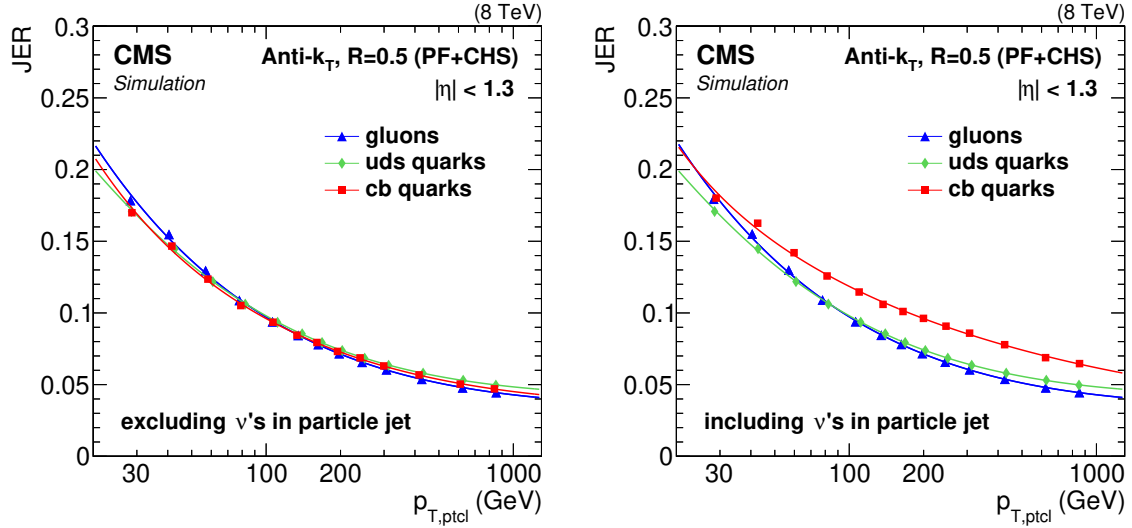 (8 TeV)
JER
0.3
0.25
0.2
0.15
0.1
0.05
0
CMS
Simulation
Anti-k_T, R=0.5 (PF+CHS)
|η| < 1.3
gluons
uds quarks
cb quarks
excluding ν's in particle jet
30 100 200 1000
p_T,ptcl (GeV)
(8 TeV)
JER
0.3
0.25
0.2
0.15
0.1
0.05
0
CMS
Simulation
Anti-k_T, R=0.5 (PF+CHS)
|η| < 1.3
gluons
uds quarks
cb quarks
including ν's in particle jet
30 100 200 1000
p_T,ptcl (GeV)